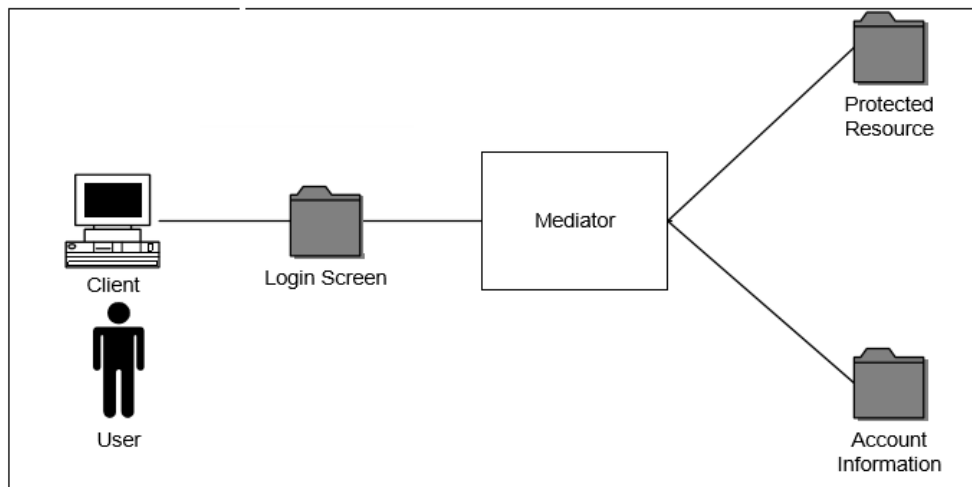 Protected
Resource
Mediator
Client
Login Screen
User
Account
Information